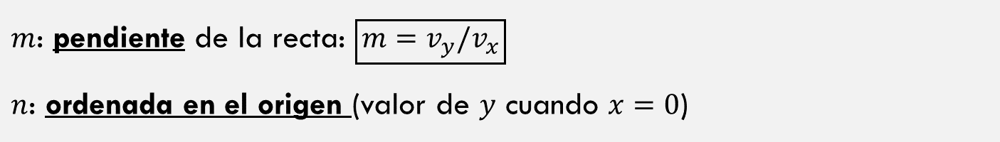 m: pendiente de la recta: m = v_y/v_x
n: ordenada en el origen (valor de y cuando x = 0)